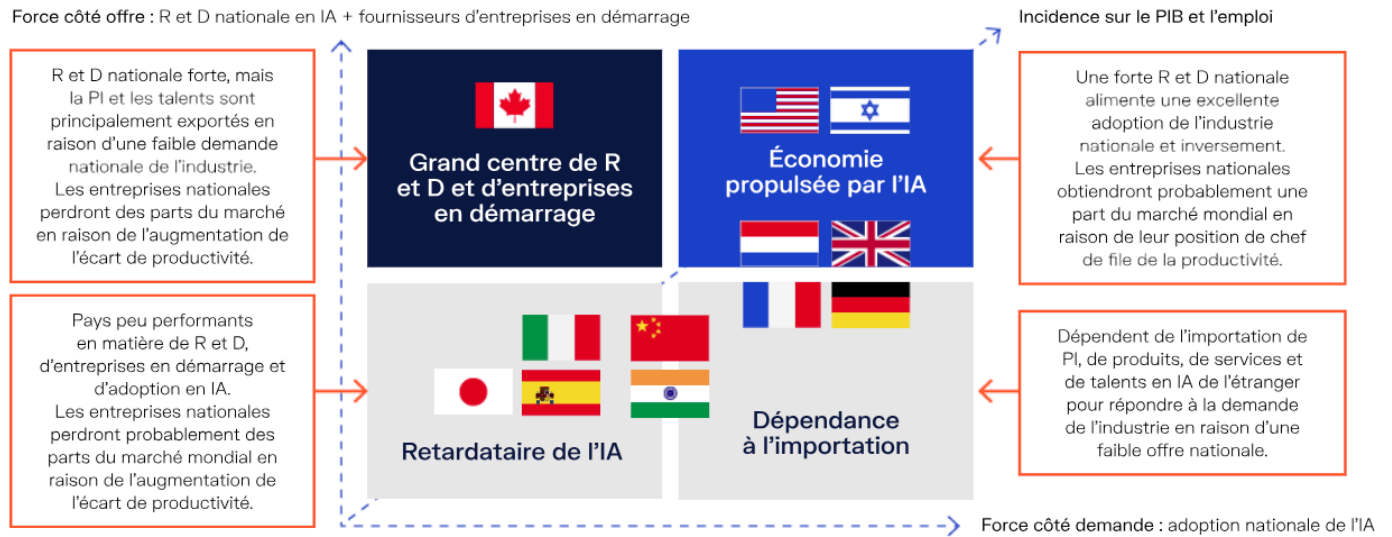 Force côté offre : R et D nationale en IA + fournisseurs d'entreprises en démarrage
Incidence sur le PIB et l'emploi
R et D nationale forte, mais
la PI et les talents sont
principalement exportés en
raison d'une faible demande
nationale de l'industrie.
Les entreprises nationales
perdront des parts du marché
en raison de l'augmentation de
l'écart de productivité.
Grand centre de R
et D et d'entreprises
en démarrage
Économie
propulsée par l'IA
Une forte R et D nationale
alimente une excellente
adoption de l'industrie
nationale et inversement.
Les entreprises nationales
obtiendront probablement une
part du marché mondial en
raison de leur position de chef
de file de la productivité.
Pays peu performants
en matière de R et D,
d'entreprises en démarrage et
d'adoption en IA.
Les entreprises nationales
perdront probablement des
parts du marché mondial en
raison de l'augmentation de
l'écart de productivité.
Retardataire de l'IA
Dépendance
à l'importation
Dépendent de l'importation de
PI, de produits, de services et
de talents en IA de l'étranger
pour répondre à la demande
de l'industrie en raison d'une
faible offre nationale.
Force côté demande : adoption nationale de l'IA